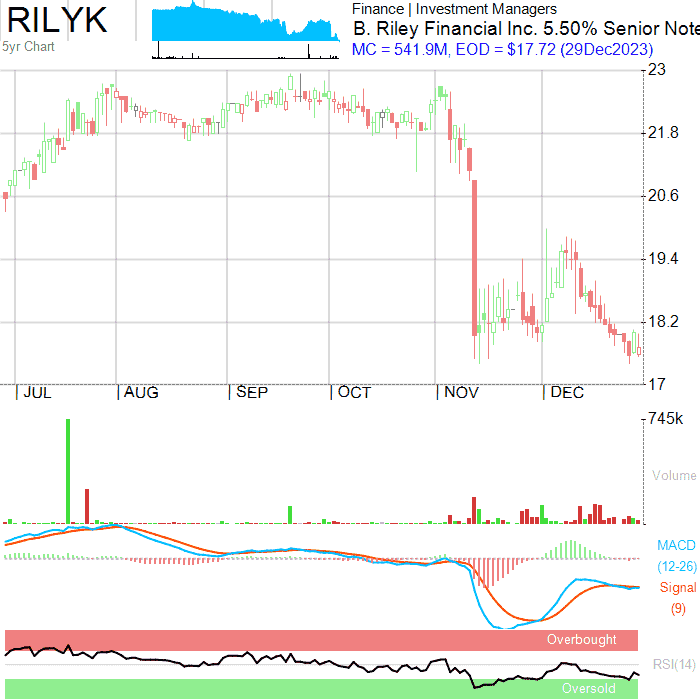 RILYK
5yr Chart
Finance | Investment Managers
B. Riley Financial Inc. 5.50% Senior Note
MC = 541.9M, EOD = $17.72 (29Dec2023)
23
21.8
20.6
19.4
18.2
17
JUL AUG SEP OCT NOV DEC
745k
Volume
MACD
(12-26)
Signal
(9)
Overbought
RSI(14)
Oversold